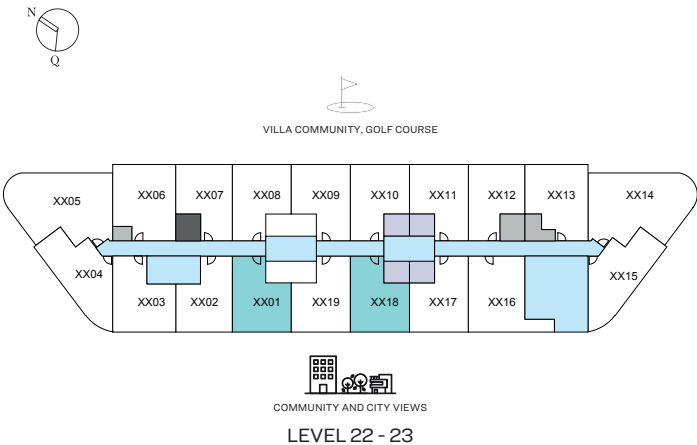 N
Q
VILLA COMMUNITY, GOLF COURSE
XX05
XX06
XX07
XX08
XX09
XX10
XX11
XX12
XX13
XX14
XX04
XX03
XX02
XX01
XX19
XX18
XX17
XX16
XX15
COMMUNITY AND CITY VIEWS
LEVEL 22 - 23